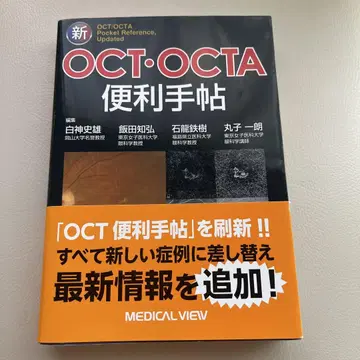 新
OCT·OCTA
Pocket Reference,
Updated
OCT·OCTA
便利手帖
編集
白神史雄
岡山大学名誉教授
飯田知弘
東京女子医科大学
眼科学教授
石龍鉄樹
福島県立医科大学
眼科学教授
丸子一朗
東京女子医科大学
眼科学講師
「OCT 便利手帖」を刷新!!
すべて新しい症例に差し替え
最新情報を追加!
MEDICAL VIEW